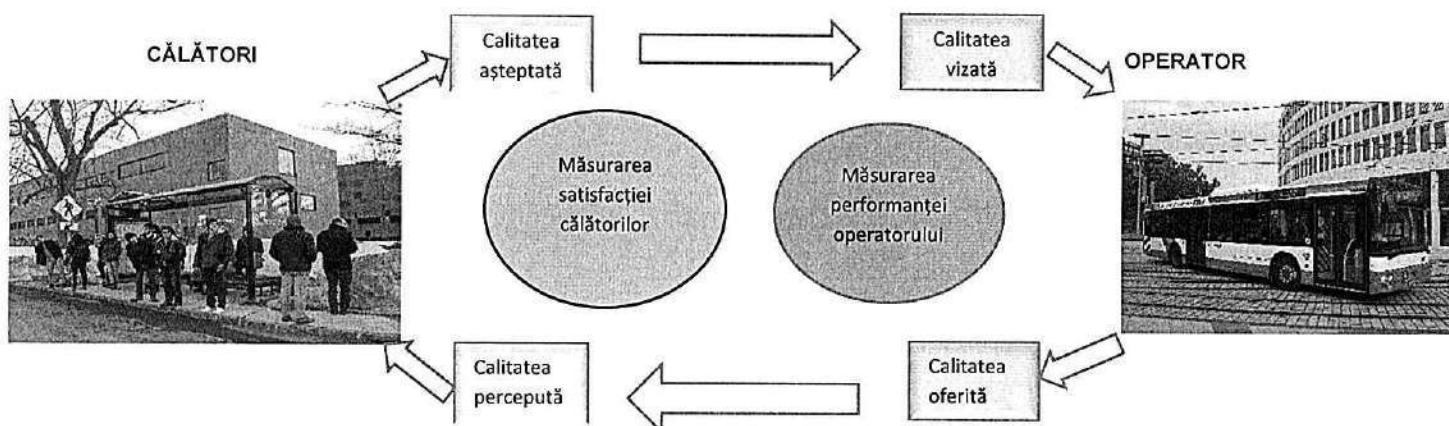 CĂLĂTORI
Calitatea
așteptată
Calitatea
vizată
OPERATOR
Măsurarea
satisfacției
călătorilor
Măsurarea
performanței
operatorului
Calitatea
percepută
Calitatea
oferită